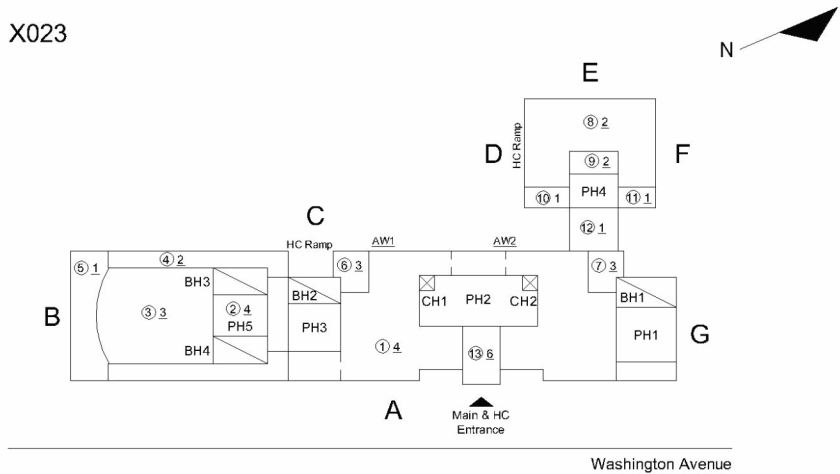 X023
N
E
⑧ 2
D
HC Ramp
F
⑨ 2
⑩ 1
PH4
⑪ 1
C
⑫ 1
HC Ramp
AW1
AW2
⑤ 1
④ 2
⑥ 3
⑦ 3
BH3
BH2
CH1
PH2
CH2
BH1
B
③ 3
② 4
PH5
PH3
PH1
G
BH4
① 4
⑬ 6
A
Main & HC
Entrance
Washington Avenue